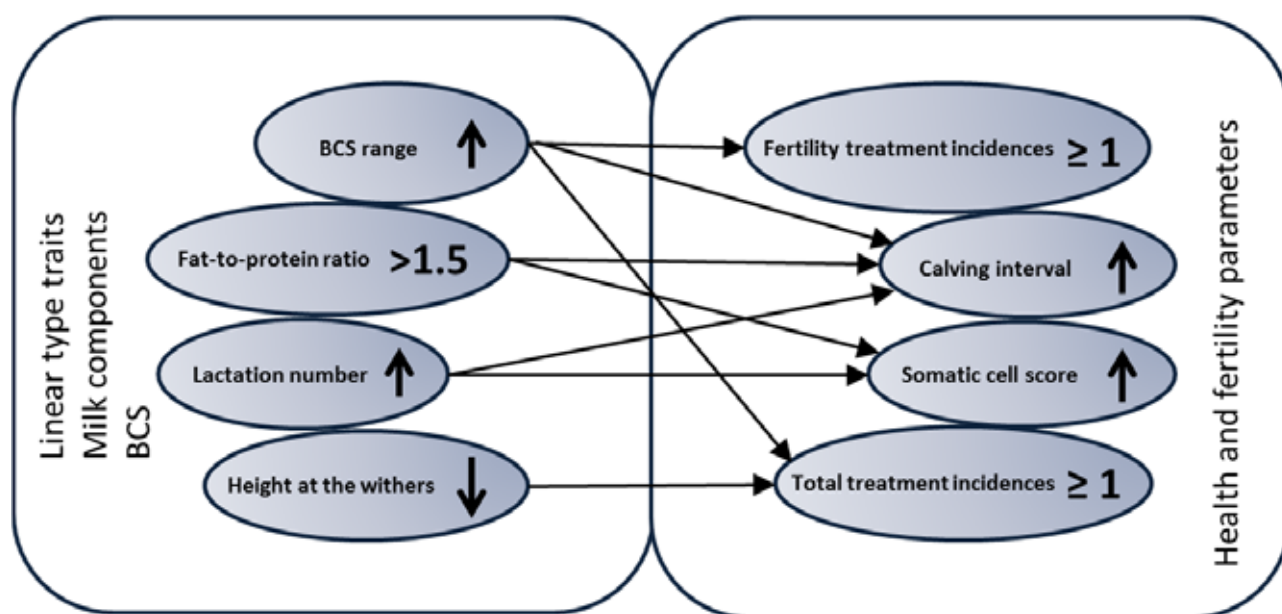 Linear type traits
Milk components
BCS
BCS range ↑
Fat-to-protein ratio >1.5
Lactation number ↑
Height at the withers ↓
Fertility treatment incidences ≥ 1
Calving interval ↑
Somatic cell score ↑
Total treatment incidences ≥ 1
Health and fertility parameters